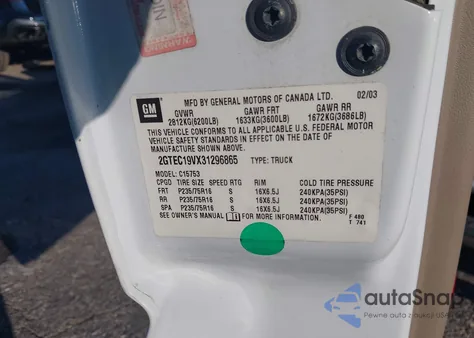 GM
MFD BY GENERAL MOTORS OF CANADA LTD. 02/03
GVWR GAWR FRT GAWR RR
2812KG(6200LB) 1633KG(3600LB) 1672KG(3686LB)
THIS VEHICLE CONFORMS TO ALL APPLICABLE U.S. FEDERAL MOTOR
VEHICLE SAFETY STANDARDS IN EFFECT ON THE DATE OF
MANUFACTURE SHOWN ABOVE.
2GTEC19VX31296865 TYPE: TRUCK
MODEL: C15753
CPGD TIRE SIZE SPEED RTG RIM COLD TIRE PRESSURE
FRT P235/75R16 S 16X6.5J 240KPA(35PSI)
RR P235/75R16 S 16X6.5J 240KPA(35PSI)
SPA P235/75R16 S 16X6.5J 240KPA(35PSI)
SEE OWNER'S MANUAL FOR MORE INFORMATION. F 480
T 741
autoSnap
Pewne auta z aukcji USA